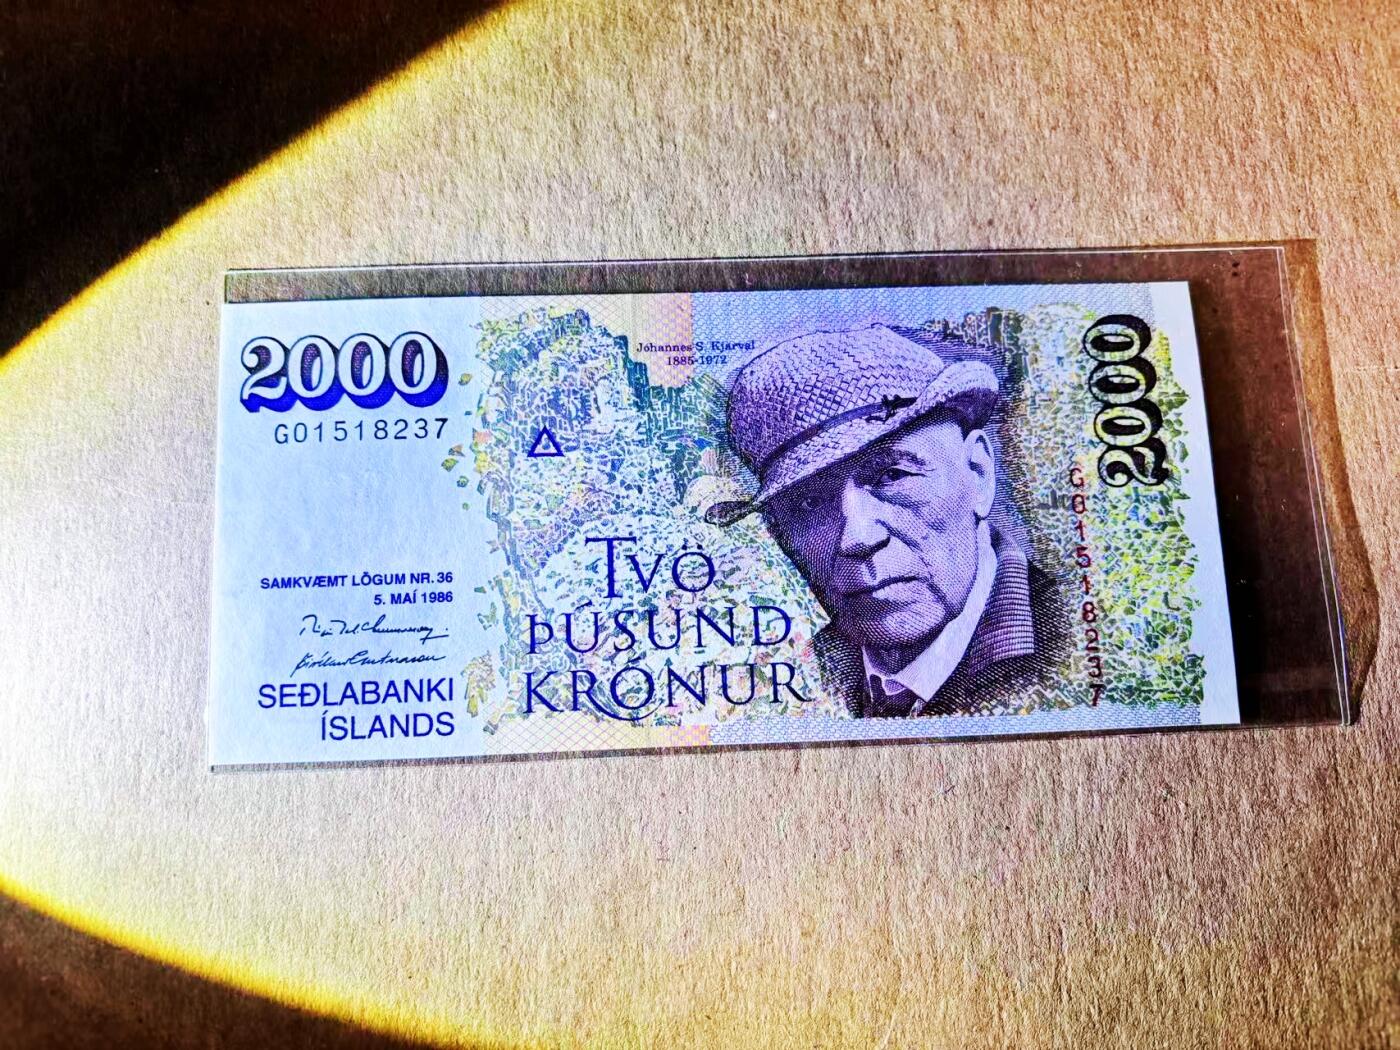 2000
G01518237
SAMKVÆMT LÖGUM NR. 36
5. MAÍ 1986
SEÐLABANKI
ÍSLANDS
Jóhannes S. Kjarval
1885-1972
TVÖ
ÞÚSUND
KRÓNUR
2000
G01518237